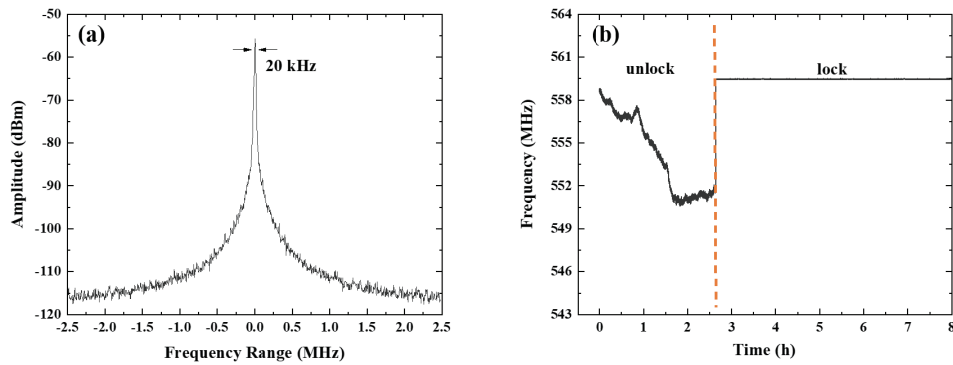 (a)
20 kHz
Amplitude (dBm)
-50
-60
-70
-80
-90
-100
-110
-120
-2.5 -2.0 -1.5 -1.0 -0.5 0.0 0.5 1.0 1.5 2.0 2.5
Frequency Range (MHz)
(b)
unlock
lock
Frequency (MHz)
564
561
558
555
552
549
546
543
0 1 2 3 4 5 6 7 8
Time (h)